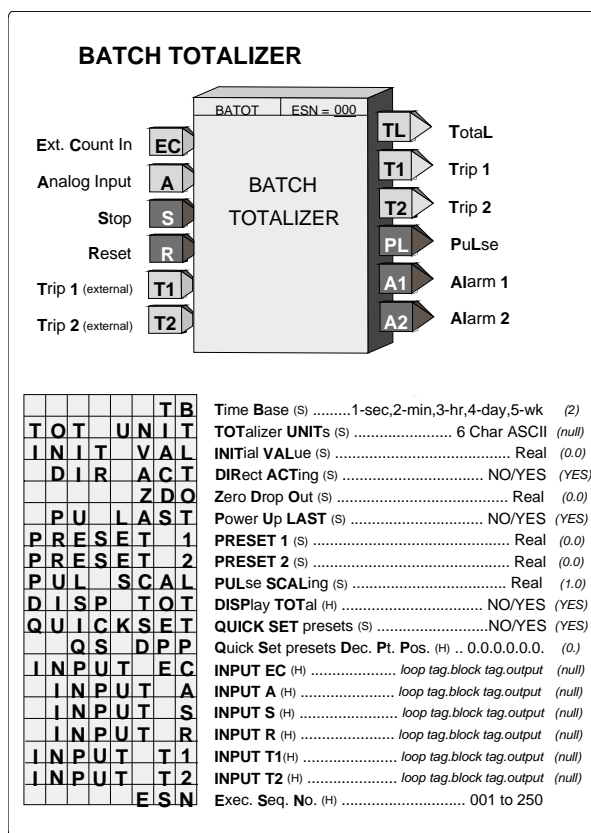 BATCH TOTALIZER
BATOT ESN = 000
Ext. Count In EC
Analog Input A
Stop S
Reset R
Trip 1 (external) T1
Trip 2 (external) T2
BATCH
TOTALIZER
TL TotaL
T1 Trip 1
T2 Trip 2
PL PuLse
A1 Alarm 1
A2 Alarm 2
T B Time Base (S) .........1-sec,2-min,3-hr,4-day,5-wk (2)
T O T U N I T TOTalizer UNITs (S) ...................... 6 Char ASCII (null)
I N I T V A L INITial VALue (S) ....................................... Real (0.0)
D I R A C T DIRect ACTing (S) ............................... NO/YES (YES)
Z D O Zero Drop Out (S) ....................................... Real (0.0)
P U L A S T Power Up LAST (S) .............................. NO/YES (YES)
P R E S E T 1 PRESET 1 (S) ............................................. Real (0.0)
P R E S E T 2 PRESET 2 (S) ............................................. Real (0.0)
P U L S C A L PULse SCALing (S) .................................. Real (1.0)
D I S P T O T DISPlay TOTal (H) ............................... NO/YES (YES)
Q U I C K S E T QUICK SET presets (S) ........................NO/YES (YES)
Q S D P P Quick Set presets Dec. Pt. Pos. (H) .. 0.0.0.0.0.0. (0.)
I N P U T E C INPUT EC (H) .................... loop tag.block tag.output (null)
I N P U T A INPUT A (H) ...................... loop tag.block tag.output (null)
I N P U T S INPUT S (H) ...................... loop tag.block tag.output (null)
I N P U T R INPUT R (H) ...................... loop tag.block tag.output (null)
I N P U T T 1 INPUT T1(H) ...................... loop tag.block tag.output (null)
I N P U T T 2 INPUT T2 (H) ..................... loop tag.block tag.output (null)
E S N Exec. Seq. No. (H) ............................ 001 to 250